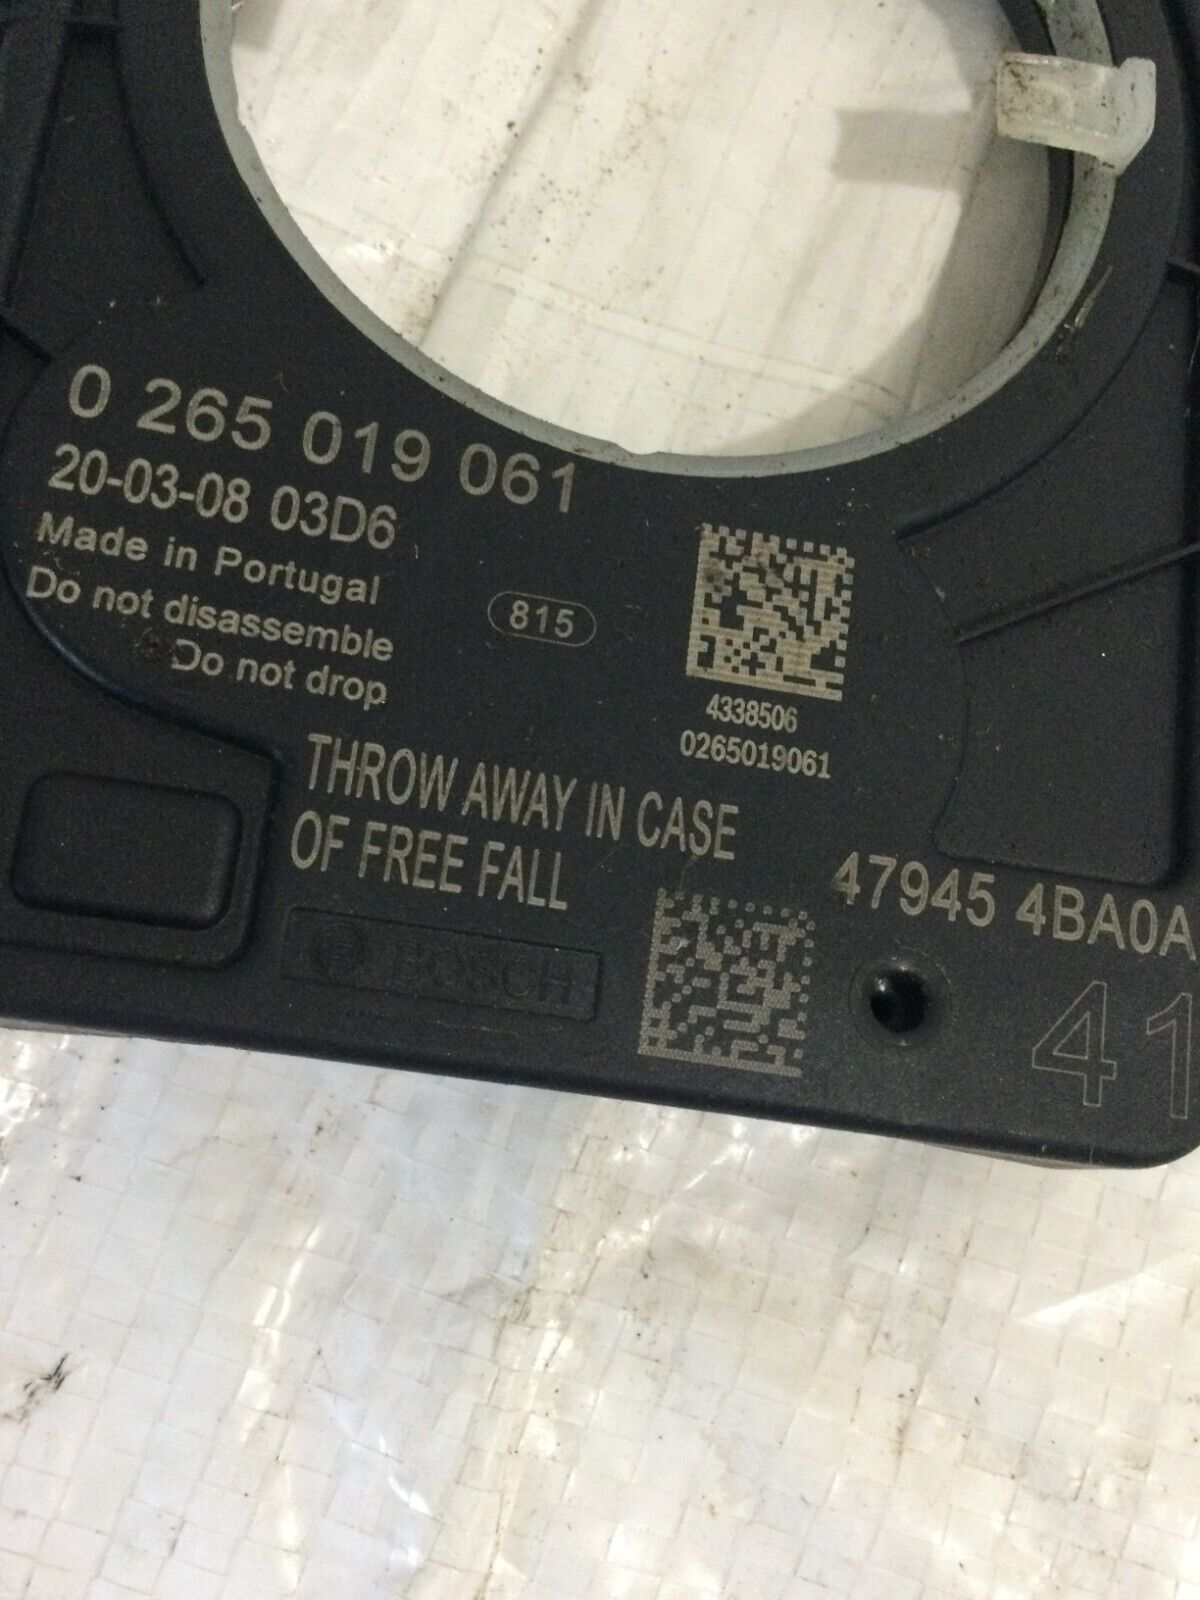 0 265 019 061
20-03-08 03D6
Made in Portugal
Do not disassemble
Do not drop
815
4338506
0265019061
THROW AWAY IN CASE
OF FREE FALL
47945 4BA0A
BOSCH
41